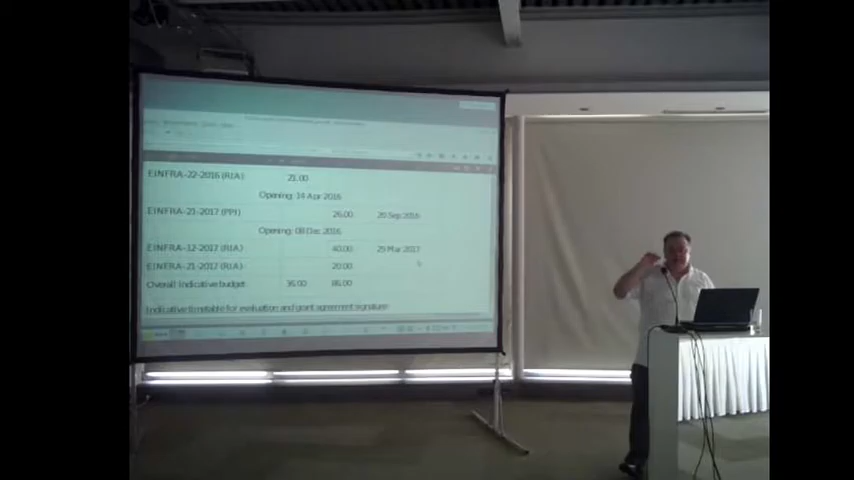 EINFRA-22-2016 (RIA) 21.00
Opening: 14 Apr 2016
EINFRA-21-2017 (PPI) 26.00 20 Sep 2016
Opening: 08 Dec 2016
EINFRA-12-2017 (RIA) 40.00 29 Mar 2017
EINFRA-21-2017 (RIA) 20.00
Overall indicative budget 36.00 86.00
Indicative timetable for evaluation and grant agreement signature